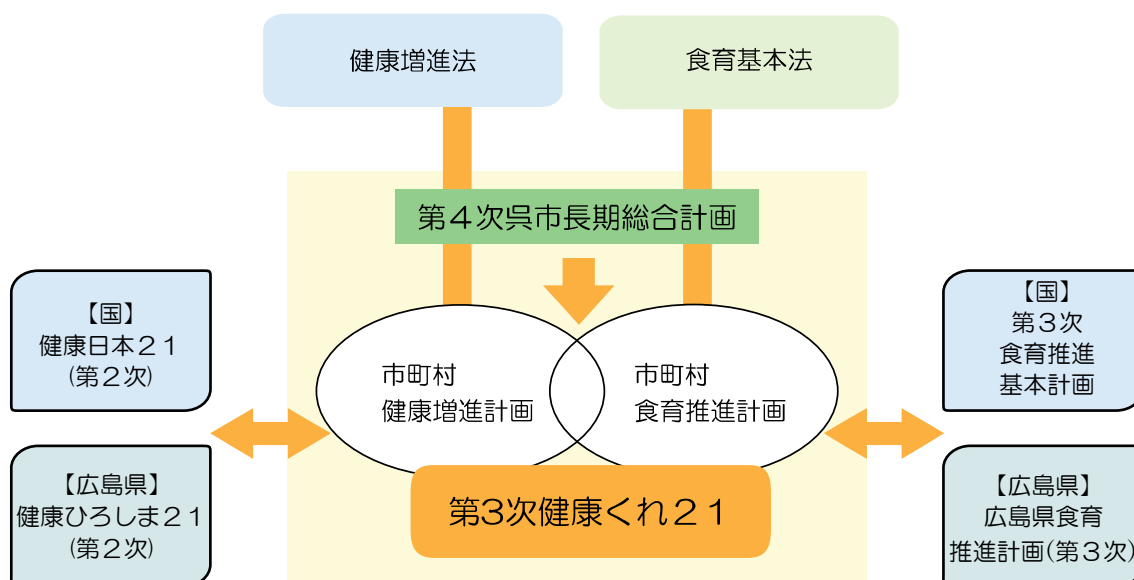 健康増進法
食育基本法
第４次呉市長期総合計画
【国】
健康日本２１
(第２次)
市町村
健康増進計画
市町村
食育推進計画
【国】
第３次
食育推進
基本計画
【広島県】
健康ひろしま２１
(第２次)
第3次健康くれ２１
【広島県】
広島県食育
推進計画(第３次)